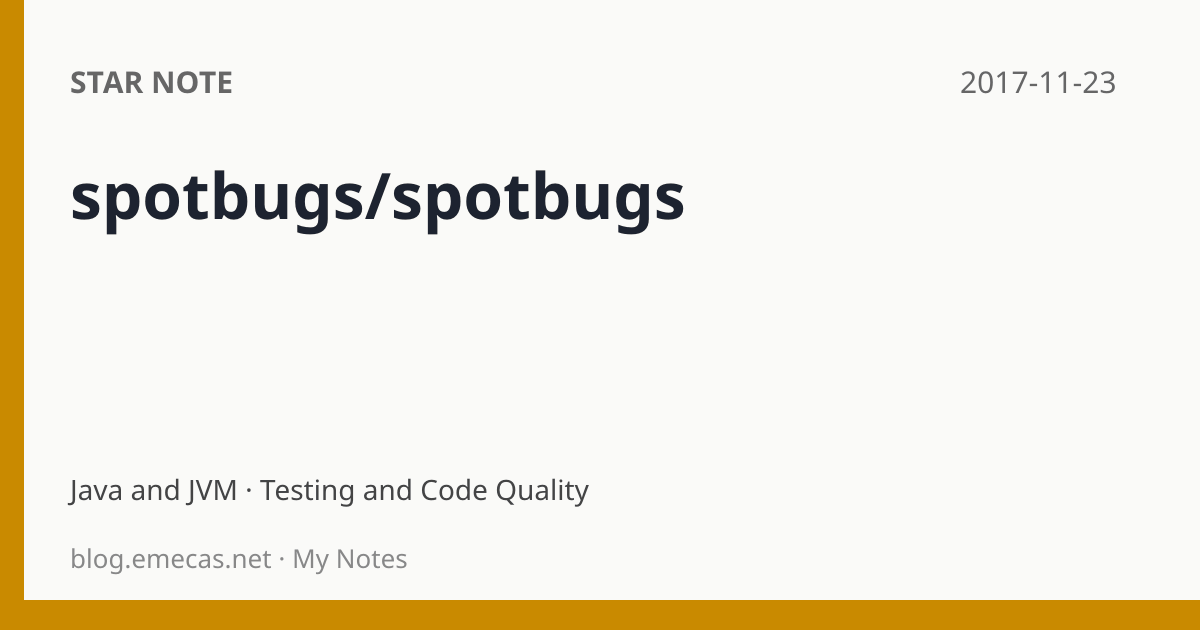 STAR NOTE
2017-11-23
spotbugs/spotbugs
Java and JVM · Testing and Code Quality
blog.emecas.net · My Notes